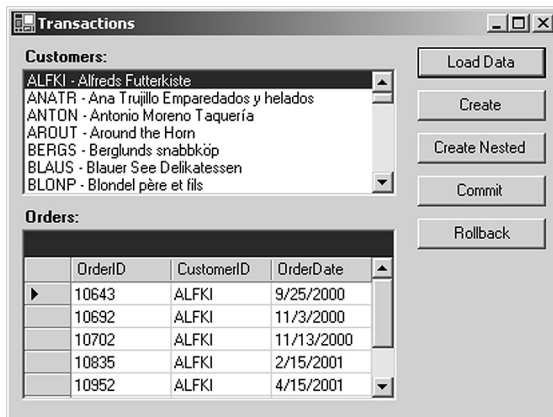 Transactions
Customers:
ALFKI - Alfreds Futterkiste
ANATR - Ana Trujillo Emparedados y helados
ANTON - Antonio Moreno Taquería
AROUT - Around the Horn
BERGS - Berglunds snabbköp
BLAUS - Blauer See Delikatessen
BLONP - Blondel père et fils
Load Data
Create
Create Nested
Commit
Rollback
Orders:
OrderID CustomerID OrderDate
10643 ALFKI 9/25/2000
10692 ALFKI 11/3/2000
10702 ALFKI 11/13/2000
10835 ALFKI 2/15/2001
10952 ALFKI 4/15/2001